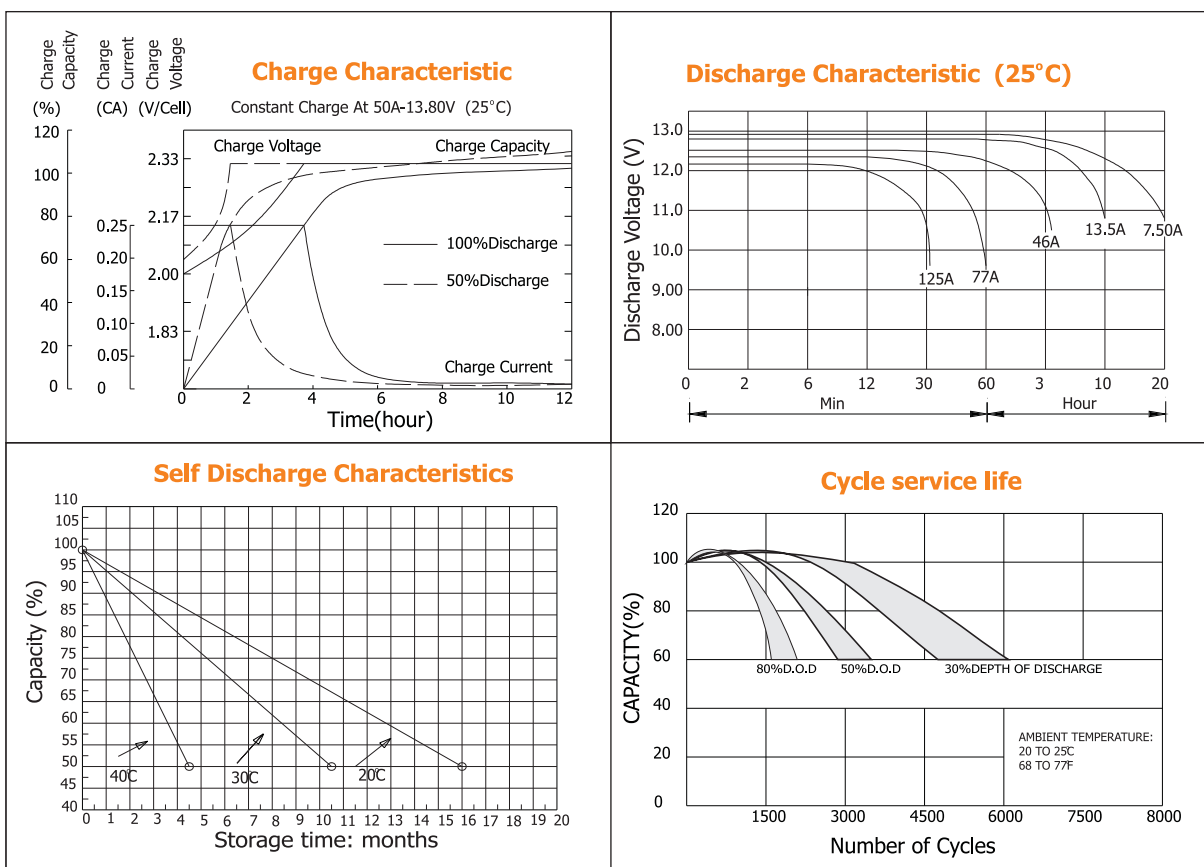 Charge
Capacity
Charge
Current
Charge
Voltage
(%)
(CA)
(V/Cell)
Charge Characteristic
Constant Charge At 50A-13.80V (25°C)
120
100
80
60
40
20
0
0.25
0.20
0.15
0.10
0.05
0
2.33
2.17
2.00
1.83
Charge Voltage
Charge Capacity
100%Discharge
50%Discharge
Charge Current
0 2 4 6 8 10 12
Time(hour)
Discharge Characteristic (25°C)
Discharge Voltage (V)
13.0
12.0
11.0
10.0
9.00
8.00
125A
77A
46A
13.5A
7.50A
0 2 6 12 30 60 3 10 20
Min
Hour
Self Discharge Characteristics
Capacity (%)
110
105
100
95
90
85
80
75
70
65
60
55
50
45
40
40℃
30℃
20℃
0 1 2 3 4 5 6 7 8 9 10 11 12 13 14 15 16 17 18 19 20
Storage time: months
Cycle service life
CAPACITY(%)
120
100
80
60
40
20
0
80%D.O.D
50%D.O.D
30%DEPTH OF DISCHARGE
AMBIENT TEMPERATURE:
20 TO 25℃
68 TO 77℉
1500 3000 4500 6000 7000 8000
Number of Cycles